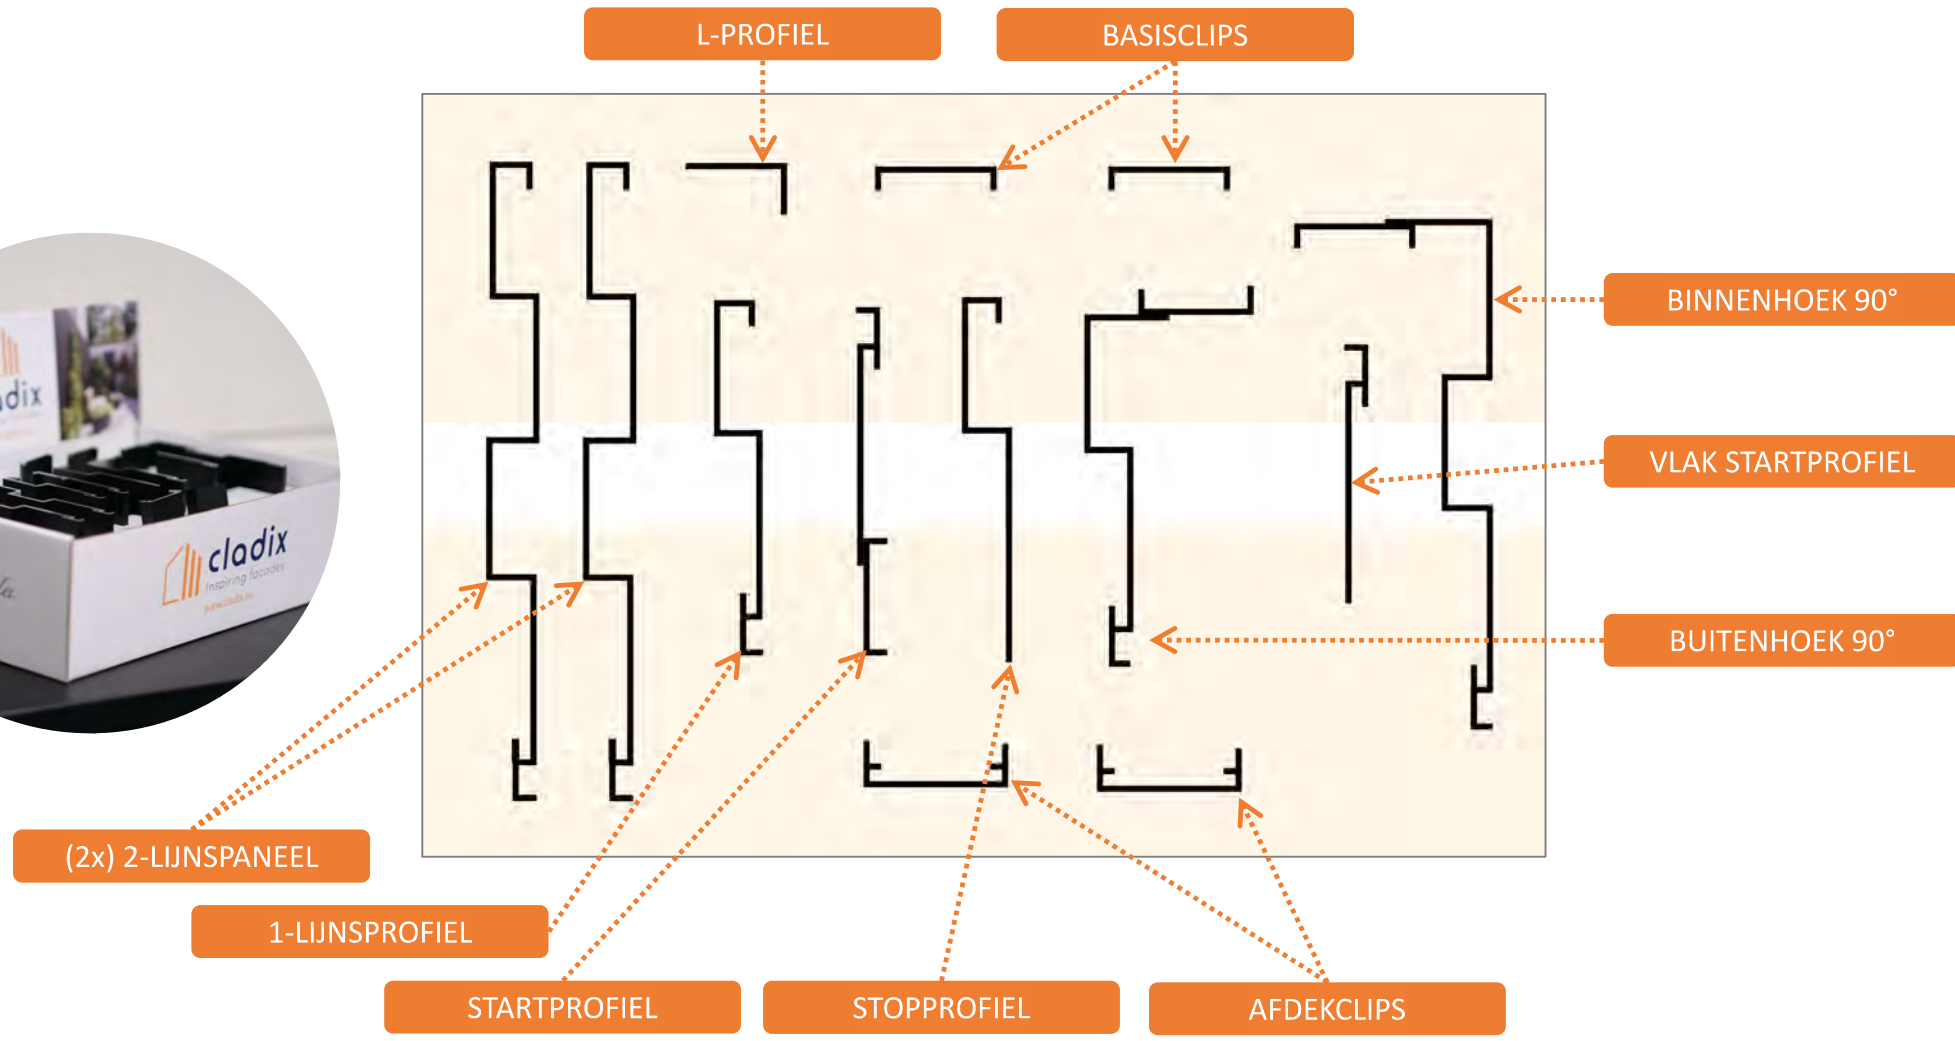 L-PROFIEL
BASISCLIPS
BINNENHOEK 90°
VLAK STARTPROFIEL
BUITENHOEK 90°
adix
cladix
Inspiring facades
(2x) 2-LIJNSPANEEL
1-LIJNSPROFIEL
STARTPROFIEL
STOPPROFIEL
AFDEKCLIPS